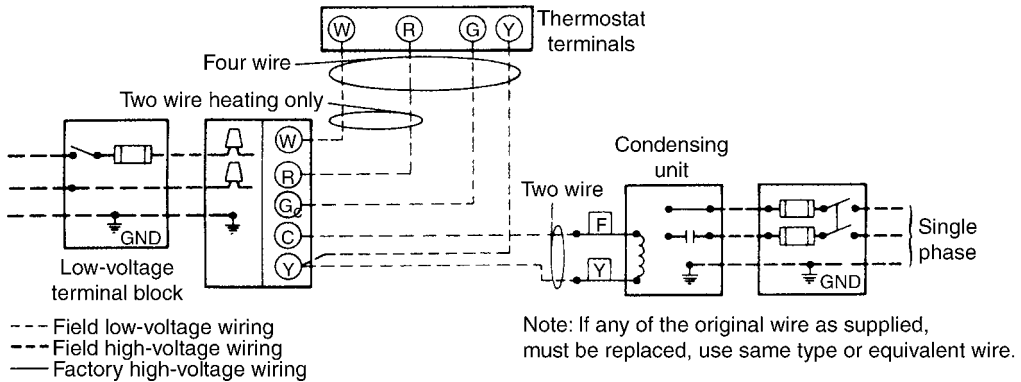 W R G Y
Thermostat
terminals
Four wire
Two wire heating only
W
R
G
C
C
Y
GND
Low-voltage
terminal block
Two wire
F
Y
Condensing
unit
GND
Single
phase
Field low-voltage wiring
Field high-voltage wiring
Factory high-voltage wiring
Note: If any of the original wire as supplied,
must be replaced, use same type or equivalent wire.